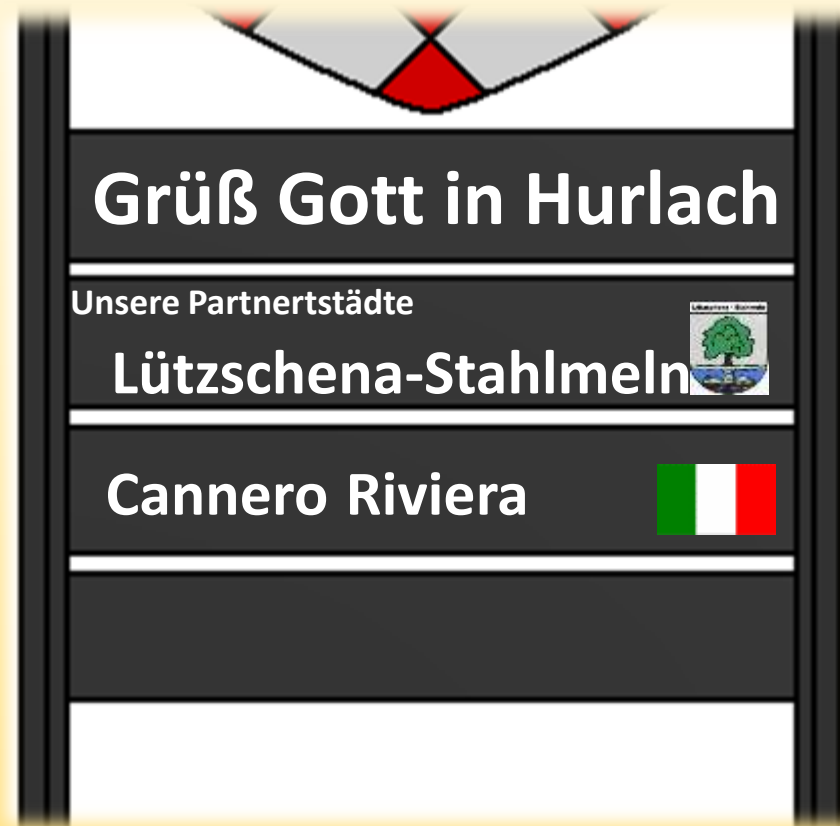 Grüß Gott in Hurlach
Unsere Partnertstädte
Lützschena-Stahlmeln
Cannero Riviera